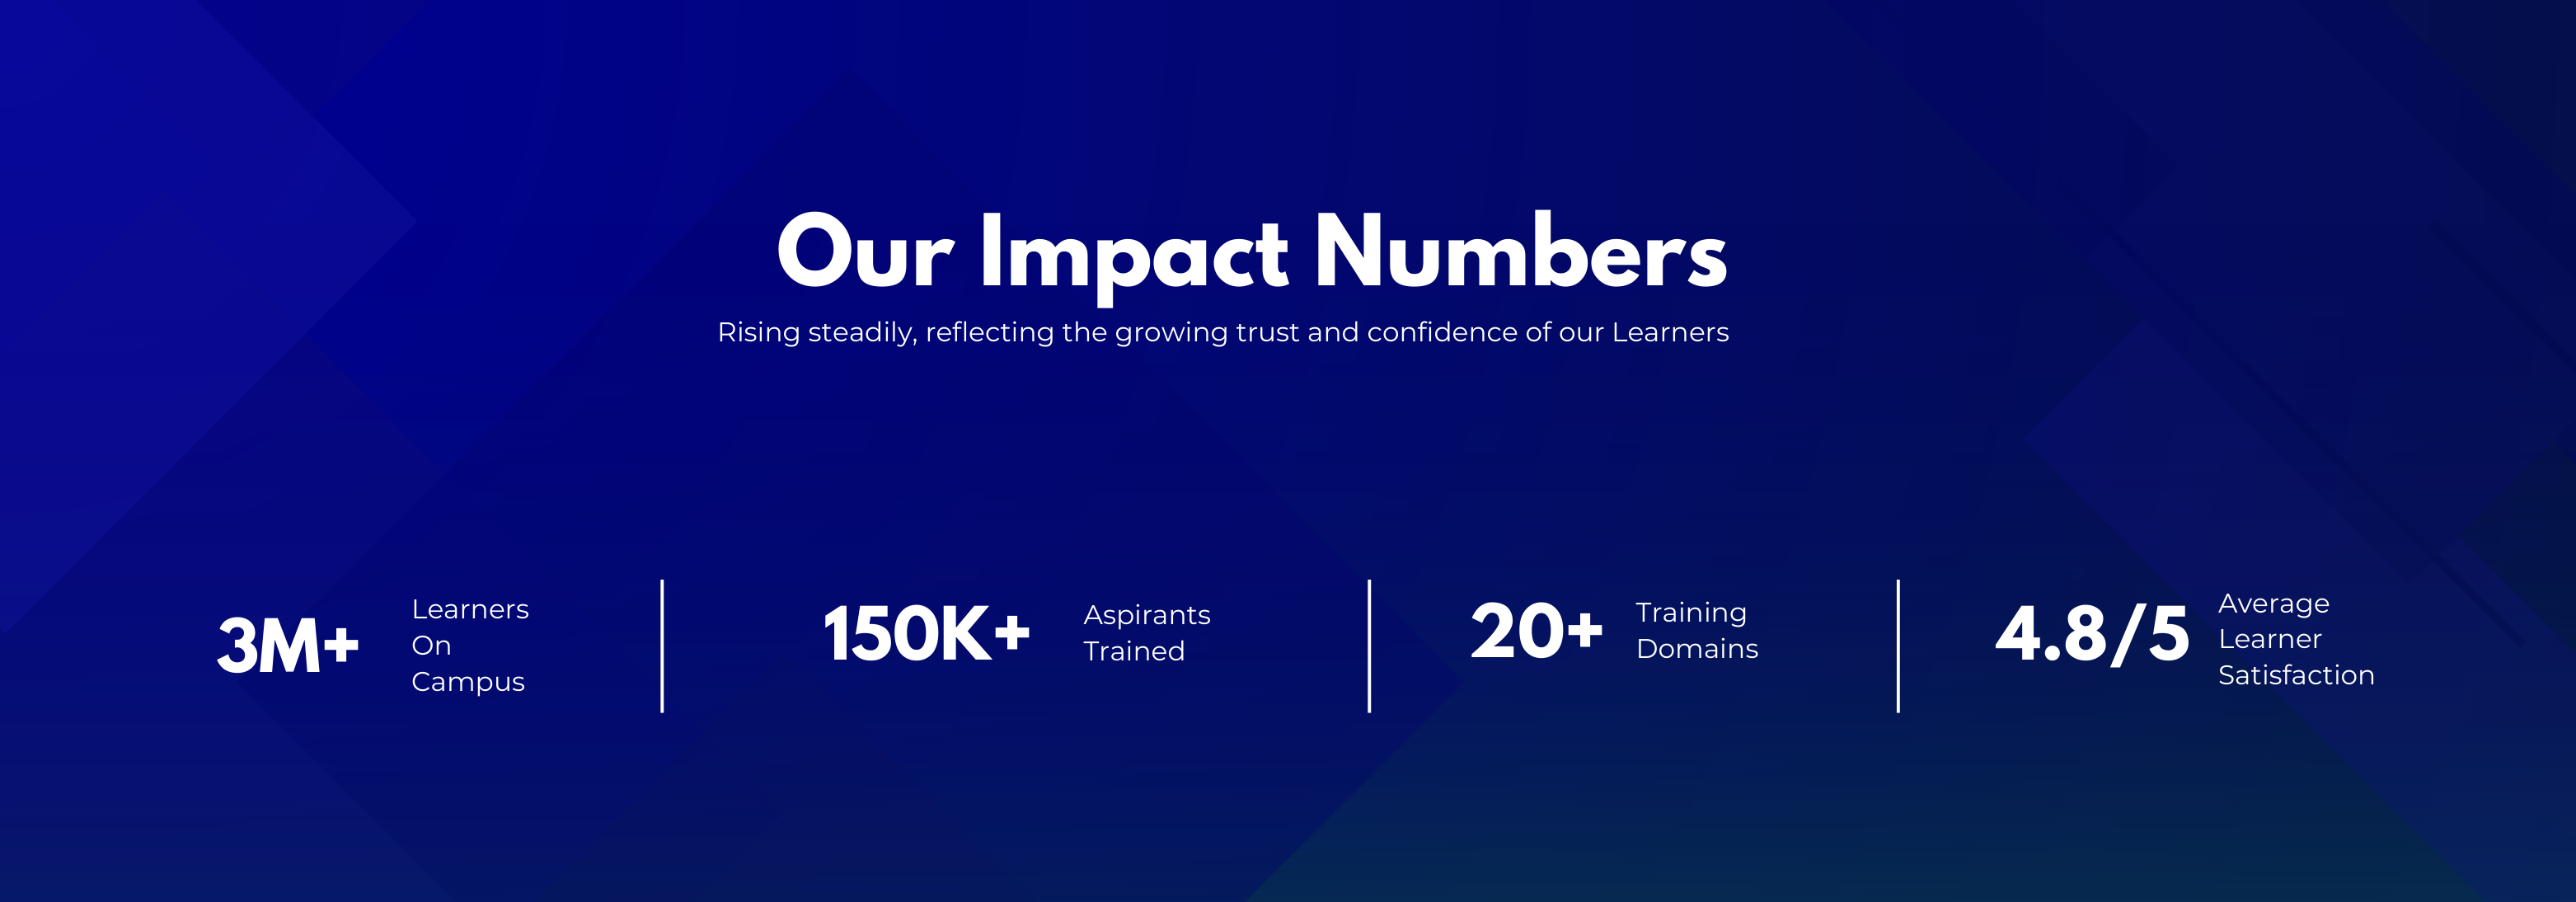 Our Impact Numbers
Rising steadily, reflecting the growing trust and confidence of our Learners
3M+
Learners
On
Campus
150K+
Aspirants
Trained
20+
Training
Domains
4.8/5
Average
Learner
Satisfaction